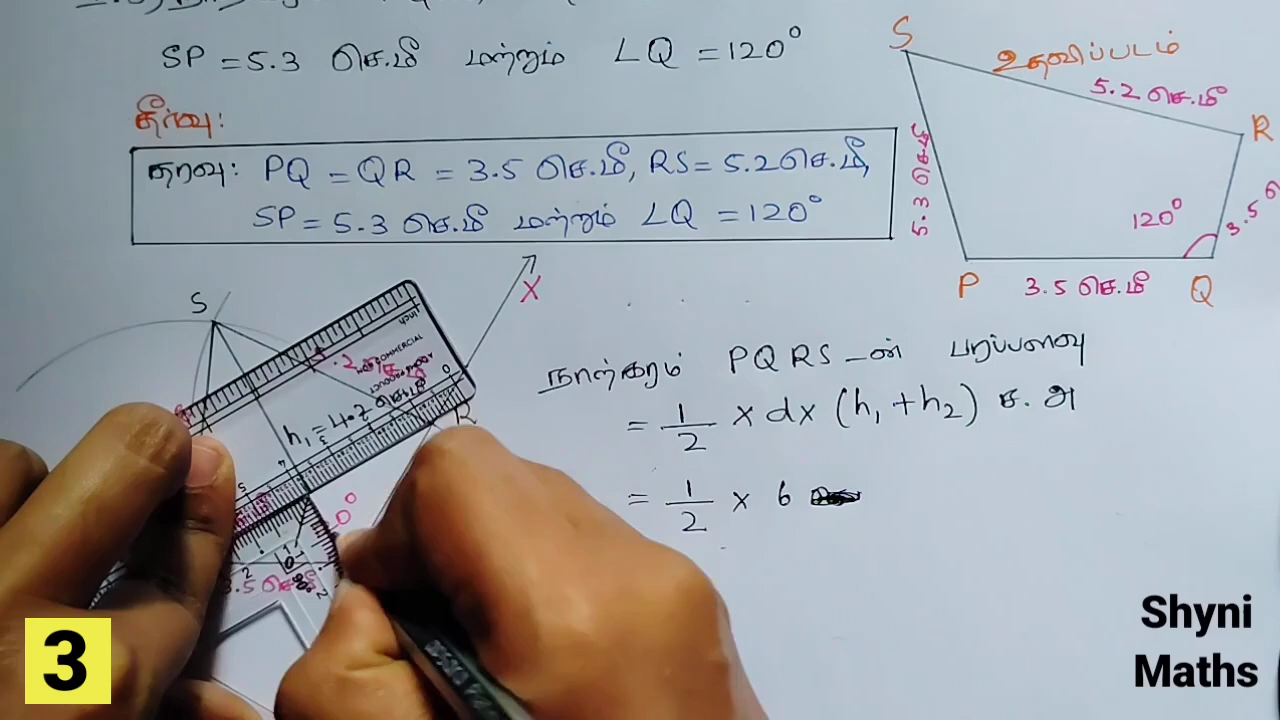 SP = 5.3 செ.மீ மற்றும் ∠Q = 120°
தீர்வு:
தரவு: PQ = QR = 3.5 செ.மீ, RS = 5.2 செ.மீ,
SP = 5.3 செ.மீ மற்றும் ∠Q = 120°
S
உதவிப்படம்
5.2 செ.மீ
R
5.3 செ.மீ
120°
3.5
P
3.5 செ.மீ
Q
S
X
R
inch
COMMERCIAL
h₁ = 4.7
நாற்கரம் PQRS -ன் பரப்பளவு
= 1/2 × d × (h₁ + h₂) ச. அ
= 1/2 × 6
3
Shyni
Maths